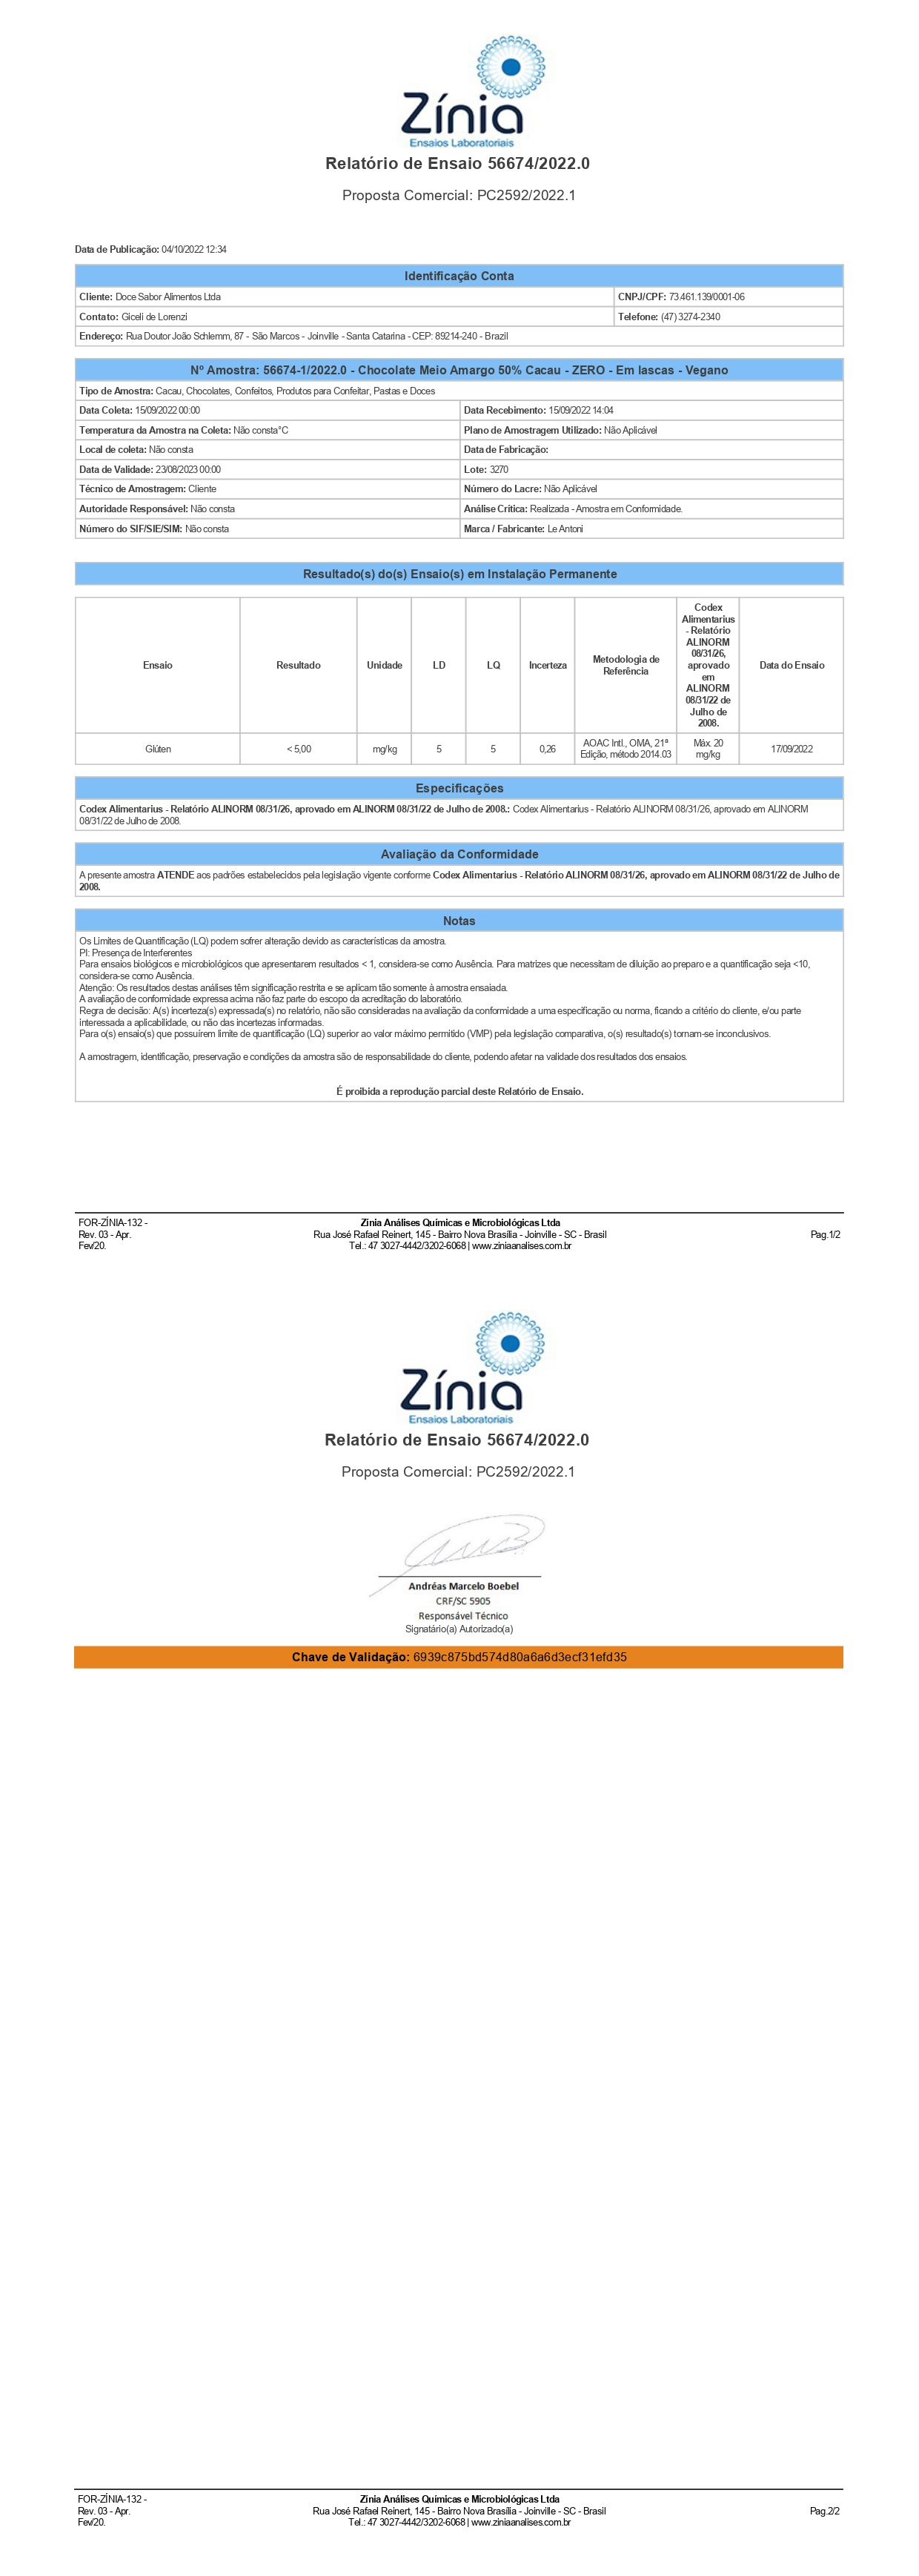 Zínia
Ensaios Laboratoriais
Relatório de Ensaio 56674/2022.0
Proposta Comercial: PC2592/2022.1
Data de Publicação: 04/10/2022 12:34
Identificação Conta
Cliente: Doce Sabor Alimentos Ltda
CNPJ/CPF: 73.461.139/0001-06
Contato: Giceli de Lorenzi
Telefone: (47) 3274-2340
Endereço: Rua Doutor João Schlemm, 87 - São Marcos - Joinville - Santa Catarina - CEP: 89214-240 - Brazil
Nº Amostra: 56674-1/2022.0 - Chocolate Meio Amargo 50% Cacau - ZERO - Em lascas - Vegano
Tipo de Amostra: Cacau, Chocolates, Confeitos, Produtos para Confeitar, Pastas e Doces
Data Coleta: 15/09/2022 00:00
Data Recebimento: 15/09/2022 14:04
Temperatura da Amostra na Coleta: Não consta°C
Plano de Amostragem Utilizado: Não Aplicável
Local de coleta: Não consta
Data de Fabricação:
Data de Validade: 23/08/2023 00:00
Lote: 3270
Técnico de Amostragem: Cliente
Número do Lacre: Não Aplicável
Autoridade Responsável: Não consta
Análise Crítica: Realizada - Amostra em Conformidade.
Número do SIF/SIE/SIM: Não consta
Marca / Fabricante: Le Antoni
Resultado(s) do(s) Ensaio(s) em Instalação Permanente
Ensaio
Resultado
Unidade
LD
LQ
Incerteza
Metodologia de
Referência
Codex
Alimentarius
- Relatório
ALINORM
08/31/26,
aprovado
em
ALINORM
08/31/22 de
Julho de
2008.
Data do Ensaio
Glúten
< 5,00
mg/kg
5
5
0,26
AOAC Intl., OMA, 21ª
Edição, método 2014.03
Máx. 20
mg/kg
17/09/2022
Especificações
Codex Alimentarius - Relatório ALINORM 08/31/26, aprovado em ALINORM 08/31/22 de Julho de 2008.: Codex Alimentarius - Relatório ALINORM 08/31/26, aprovado em ALINORM
08/31/22 de Julho de 2008.
Avaliação da Conformidade
A presente amostra ATENDE aos padrões estabelecidos pela legislação vigente conforme Codex Alimentarius - Relatório ALINORM 08/31/26, aprovado em ALINORM 08/31/22 de Julho de
2008.
Notas
Os Limites de Quantificação (LQ) podem sofrer alteração devido as características da amostra.
PI: Presença de Interferentes
Para ensaios biológicos e microbiológicos que apresentarem resultados < 1, considera-se como Ausência. Para matrizes que necessitam de diluição ao preparo e a quantificação seja <10,
considera-se como Ausência.
Atenção: Os resultados destas análises têm significação restrita e se aplicam tão somente à amostra ensaiada.
A avaliação de conformidade expressa acima não faz parte do escopo da acreditação do laboratório.
Regra de decisão: A(s) incerteza(s) expressada(s) no relatório, não são consideradas na avaliação da conformidade a uma especificação ou norma, ficando a critério do cliente, e/ou parte
interessada a aplicabilidade, ou não das incertezas informadas.
Para o(s) ensaio(s) que possuírem limite de quantificação (LQ) superior ao valor máximo permitido (VMP) pela legislação comparativa, o(s) resultado(s) tornam-se inconclusivos.
A amostragem, identificação, preservação e condições da amostra são de responsabilidade do cliente, podendo afetar na validade dos resultados dos ensaios.
É proibida a reprodução parcial deste Relatório de Ensaio.
FOR-ZÍNIA-132 -
Rev. 03 - Apr.
Fev/20.
Zínia Análises Químicas e Microbiológicas Ltda
Rua José Rafael Reinert, 145 - Bairro Nova Brasília - Joinville - SC - Brasil
Tel.: 47 3027-4442/3202-6068 | www.ziniaanalises.com.br
Pag.1/2
Zínia
Ensaios Laboratoriais
Relatório de Ensaio 56674/2022.0
Proposta Comercial: PC2592/2022.1
Andréas Marcelo Boebel
CRF/SC 5905
Responsável Técnico
Signatário(a) Autorizado(a)
Chave de Validação: 6939c875bd574d80a6a6d3ecf31efd35
FOR-ZÍNIA-132 -
Rev. 03 - Apr.
Fev/20.
Zínia Análises Químicas e Microbiológicas Ltda
Rua José Rafael Reinert, 145 - Bairro Nova Brasília - Joinville - SC - Brasil
Tel.: 47 3027-4442/3202-6068 | www.ziniaanalises.com.br
Pag.2/2